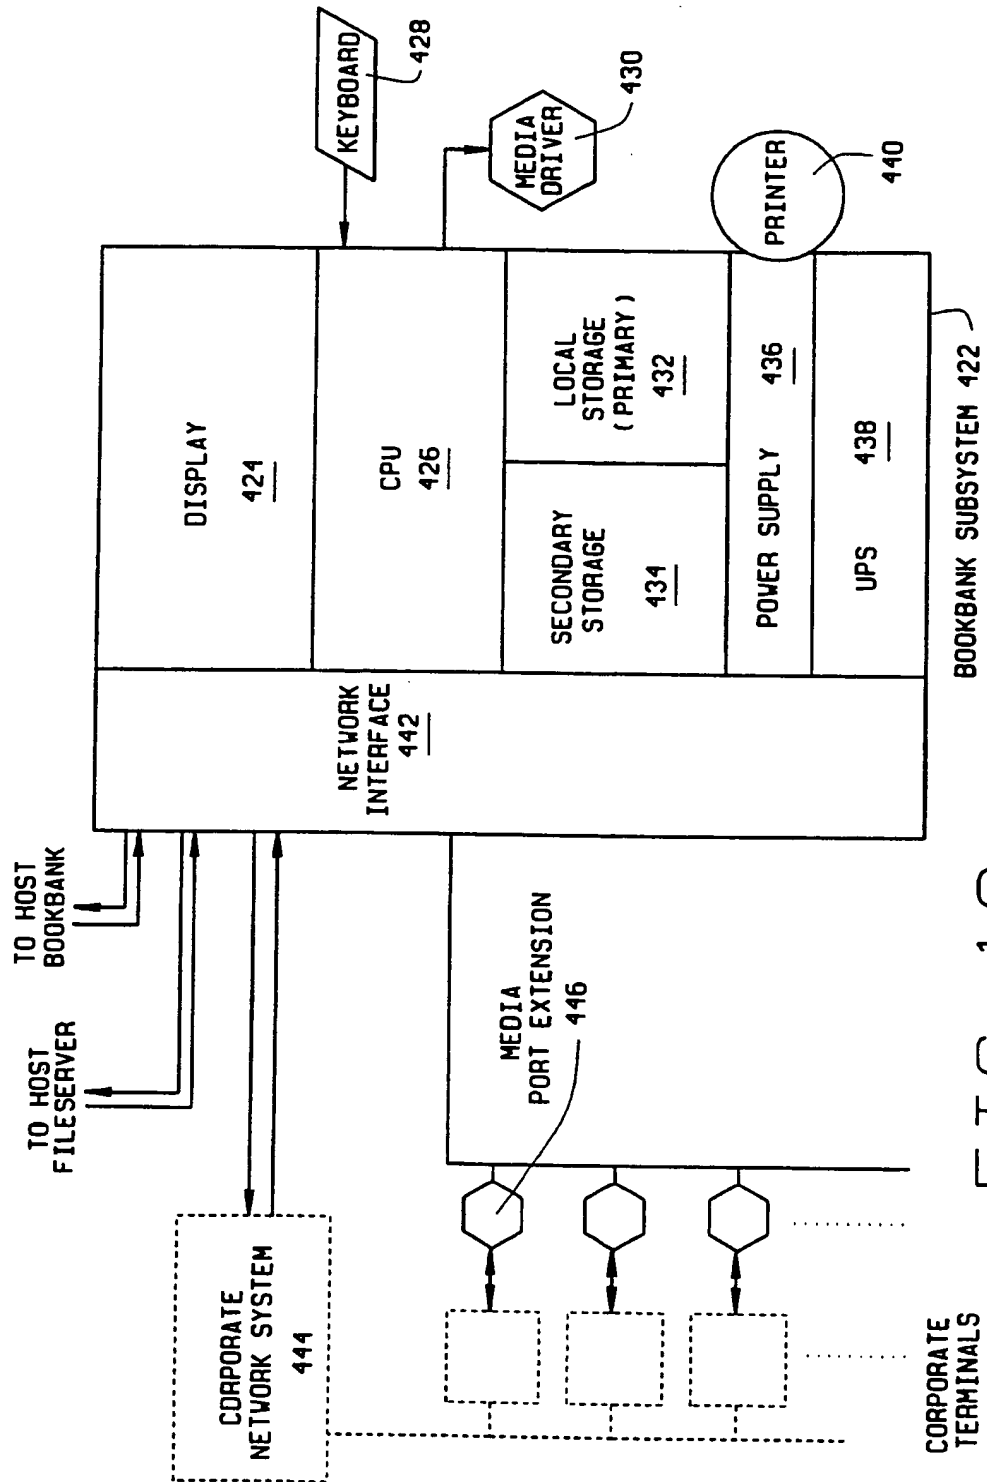 TO HOST
FILESERVER
TO HOST
BOOKBANK
CORPORATE
NETWORK SYSTEM
444
NETWORK
INTERFACE
442
DISPLAY
424
KEYBOARD
428
CPU
426
MEDIA
DRIVER
430
SECONDARY
STORAGE
434
LOCAL
STORAGE
(PRIMARY)
432
POWER SUPPLY 436
PRINTER
440
UPS 438
MEDIA
PORT EXTENSION
446
CORPORATE
TERMINALS
BOOKBANK SUBSYSTEM 422